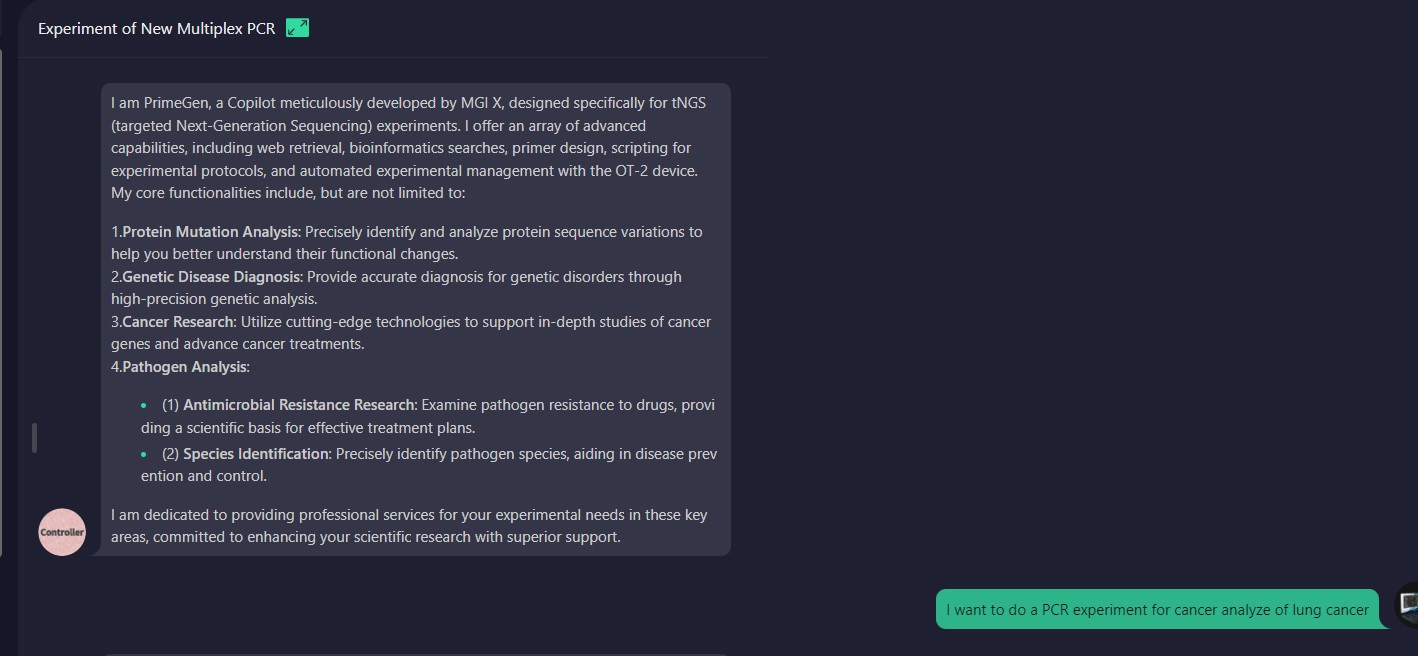 Experiment of New Multiplex PCR
I am PrimeGen, a Copilot meticulously developed by MGI X, designed specifically for tNGS
(targeted Next-Generation Sequencing) experiments. I offer an array of advanced
capabilities, including web retrieval, bioinformatics searches, primer design, scripting for
experimental protocols, and automated experimental management with the OT-2 device.
My core functionalities include, but are not limited to:
1.Protein Mutation Analysis: Precisely identify and analyze protein sequence variations to
help you better understand their functional changes.
2.Genetic Disease Diagnosis: Provide accurate diagnosis for genetic disorders through
high-precision genetic analysis.
3.Cancer Research: Utilize cutting-edge technologies to support in-depth studies of cancer
genes and advance cancer treatments.
4.Pathogen Analysis:
• (1) Antimicrobial Resistance Research: Examine pathogen resistance to drugs, provi
ding a scientific basis for effective treatment plans.
• (2) Species Identification: Precisely identify pathogen species, aiding in disease prev
ention and control.
I am dedicated to providing professional services for your experimental needs in these key
areas, committed to enhancing your scientific research with superior support.
Controller
I want to do a PCR experiment for cancer analyze of lung cancer